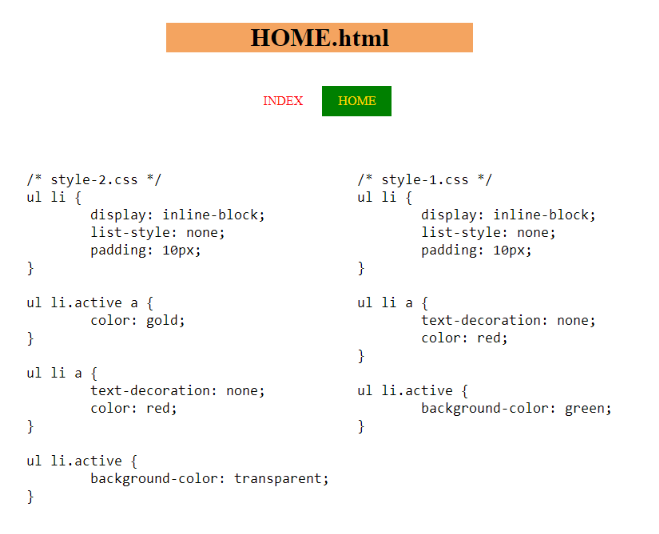 HOME.html
INDEX HOME
/* style-2.css */
ul li {
display: inline-block;
list-style: none;
padding: 10px;
}
ul li.active a {
color: gold;
}
ul li a {
text-decoration: none;
color: red;
}
ul li.active {
background-color: transparent;
}
/* style-1.css */
ul li {
display: inline-block;
list-style: none;
padding: 10px;
}
ul li a {
text-decoration: none;
color: red;
}
ul li.active {
background-color: green;
}